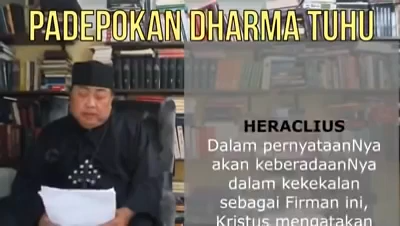 PADEPOKAN DHARMA TUHU
HERACLIUS
Dalam pernyataanNya
akan keberadaanNya
dalam kekekalan
sebagai Firman ini,
Kristus mengatakan